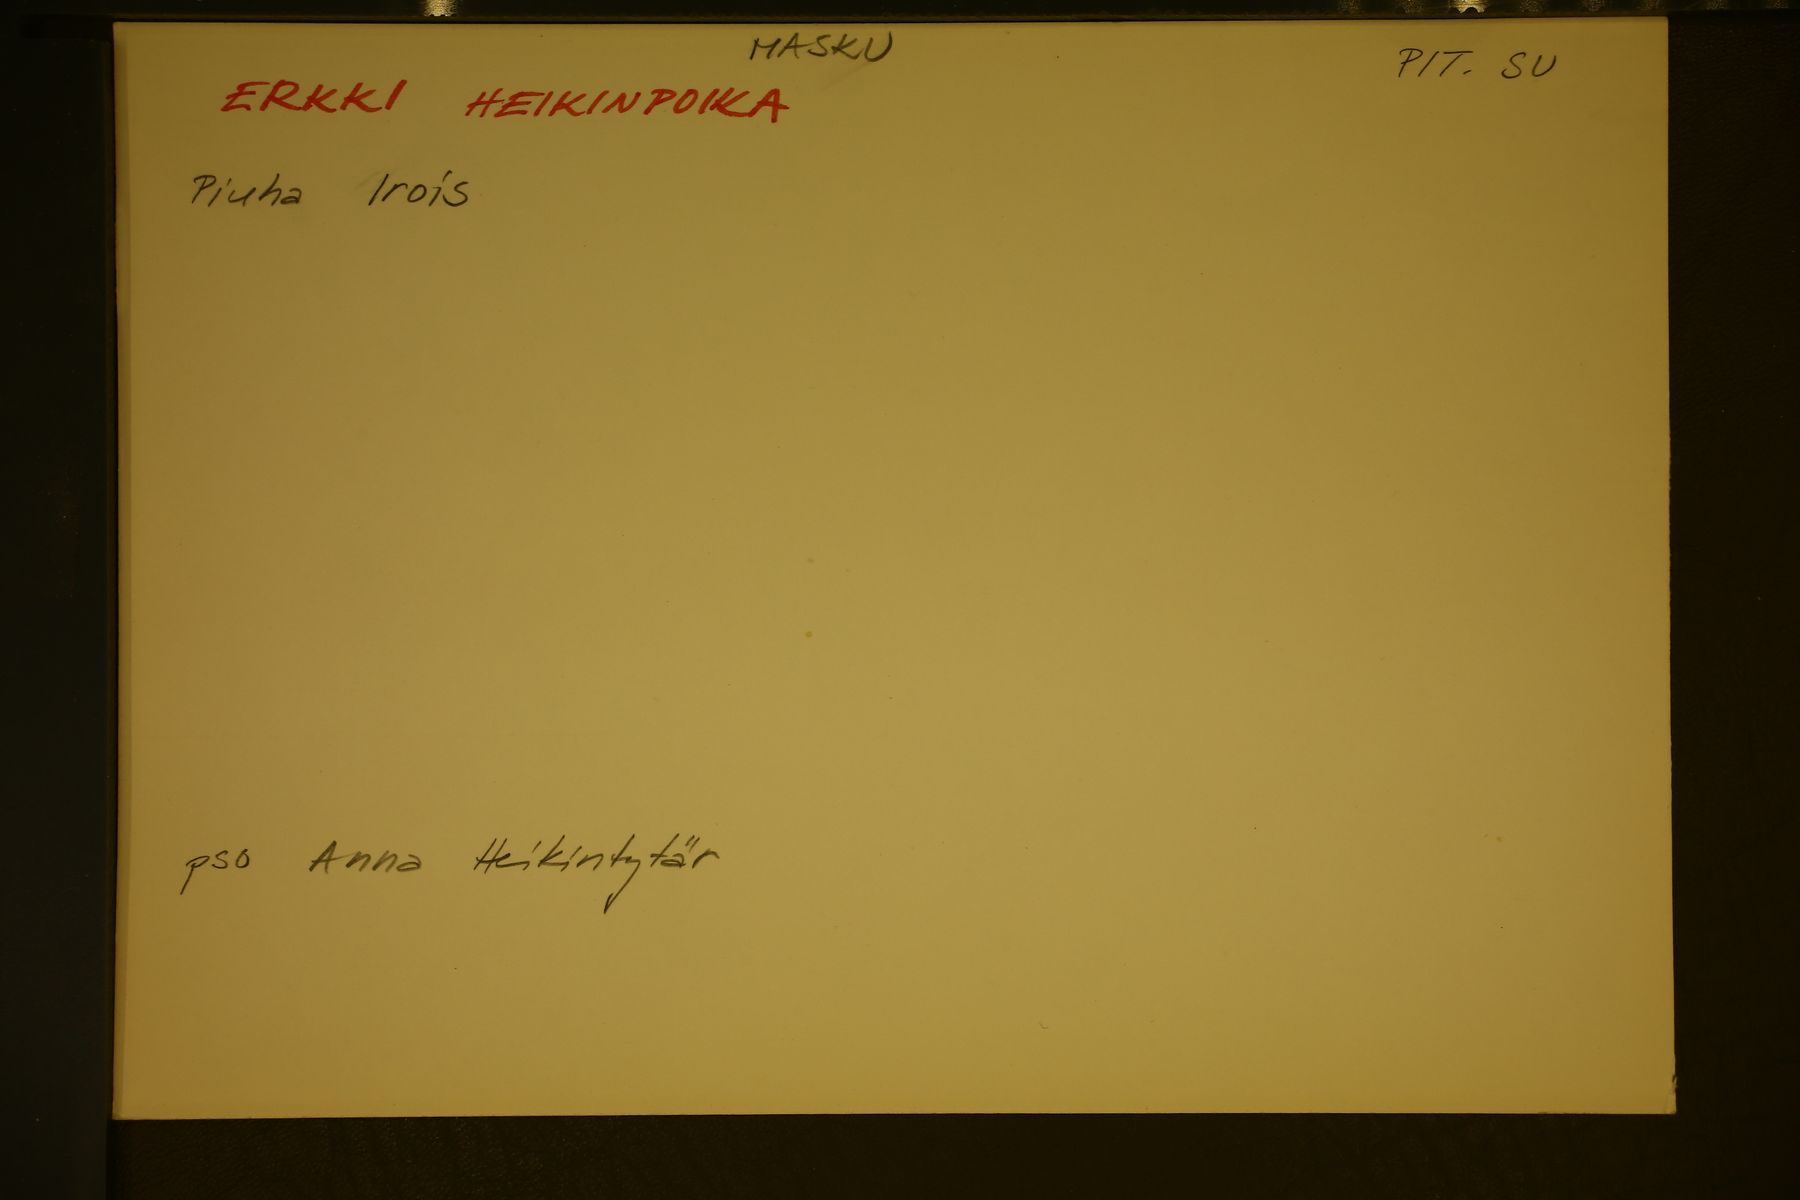 MASKU
PIT. SU
ERKKI HEIKINPOIKA
Piuha Irois
pso Anna Heikintytär